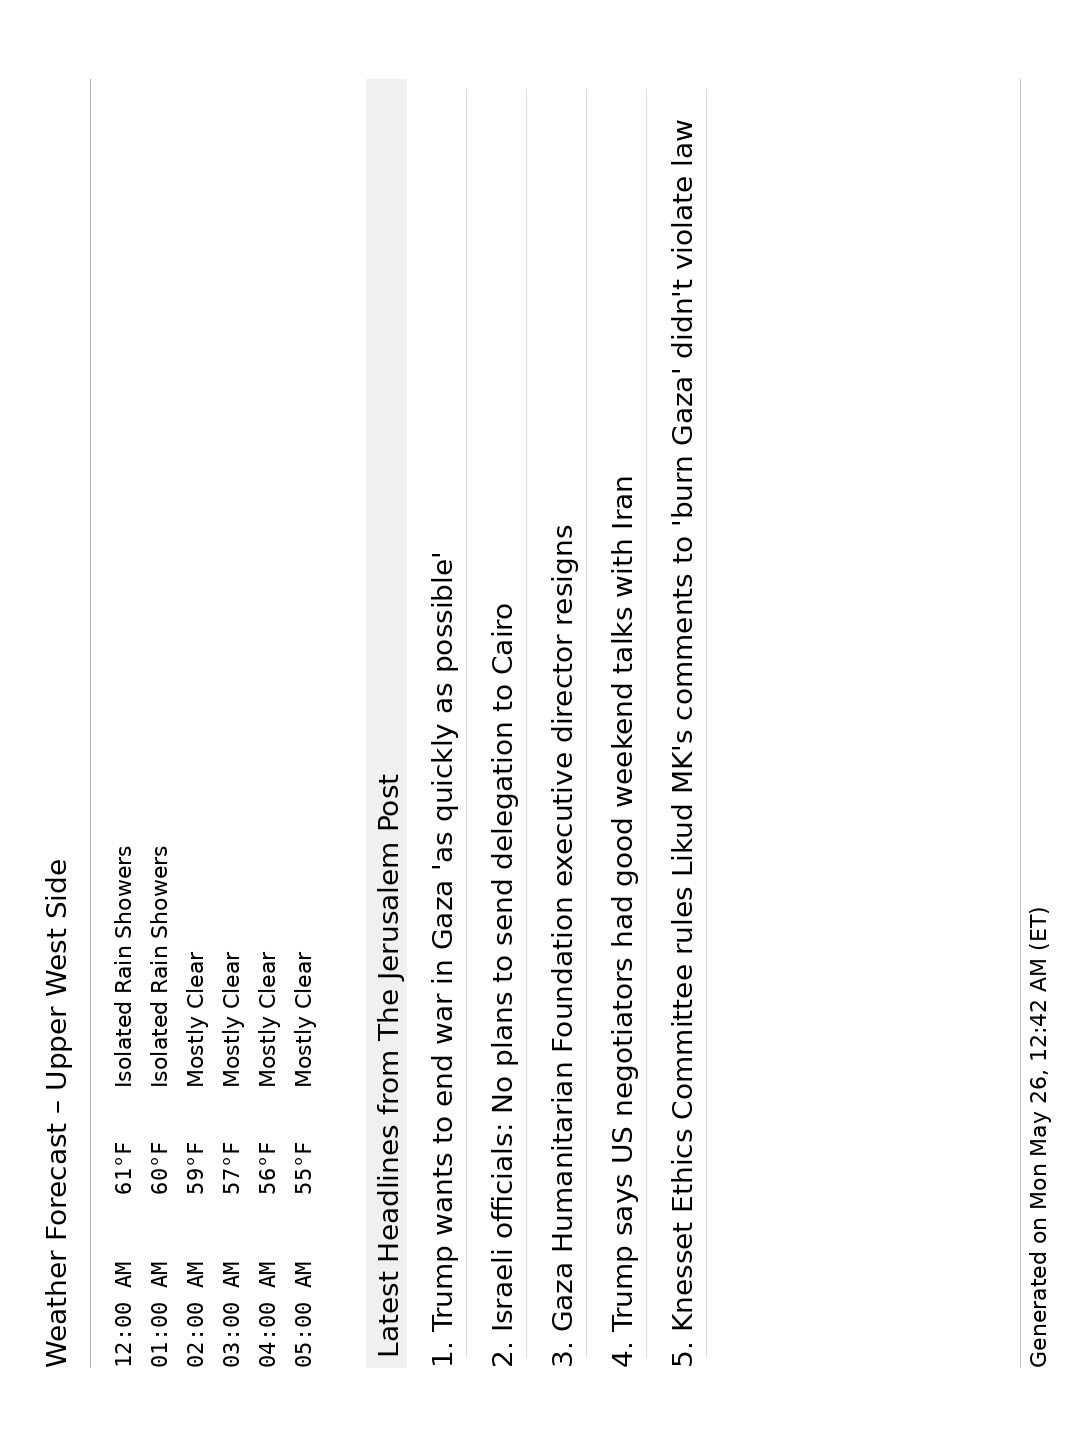 Weather Forecast – Upper West Side
12:00 AM 61°F Isolated Rain Showers
01:00 AM 60°F Isolated Rain Showers
02:00 AM 59°F Mostly Clear
03:00 AM 57°F Mostly Clear
04:00 AM 56°F Mostly Clear
05:00 AM 55°F Mostly Clear
Latest Headlines from The Jerusalem Post
1. Trump wants to end war in Gaza 'as quickly as possible'
2. Israeli officials: No plans to send delegation to Cairo
3. Gaza Humanitarian Foundation executive director resigns
4. Trump says US negotiators had good weekend talks with Iran
5. Knesset Ethics Committee rules Likud MK's comments to 'burn Gaza' didn't violate law
Generated on Mon May 26, 12:42 AM (ET)